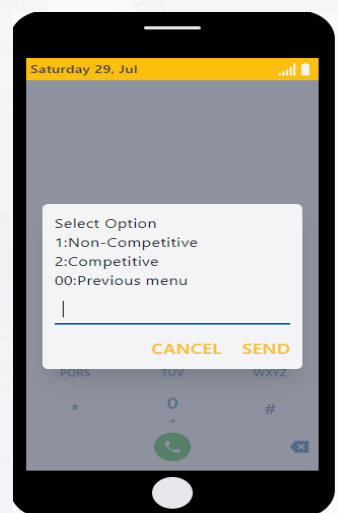 Saturday 29, Jul
Select Option
1:Non-Competitive
2:Competitive
00:Previous menu
CANCEL SEND
PQRS TUV WXYZ
* 0 #
+